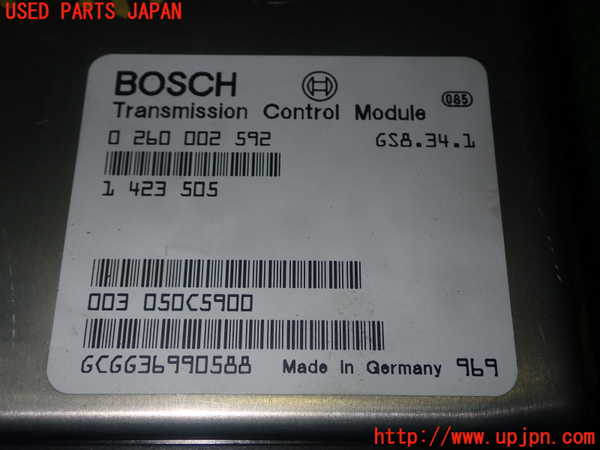 USED PARTS JAPAN
BOSCH
085
Transmission Control Module
0 260 002 592 GS8.34.1
1 423 505
003 050C5900
GCGG36990588 Made in Germany 969
http://www.upjpn.com/